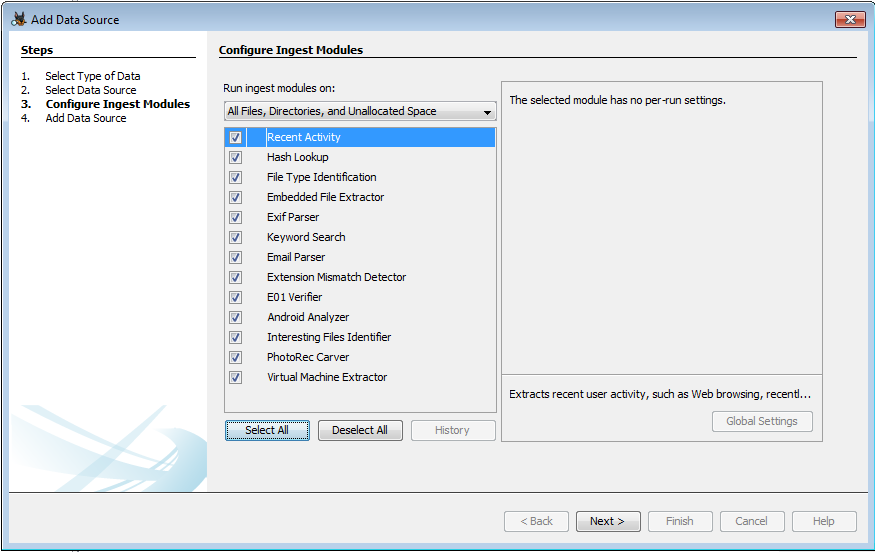 Add Data Source
Steps
1. Select Type of Data
2. Select Data Source
3. Configure Ingest Modules
4. Add Data Source
Configure Ingest Modules
Run ingest modules on:
All Files, Directories, and Unallocated Space
Recent Activity
Hash Lookup
File Type Identification
Embedded File Extractor
Exif Parser
Keyword Search
Email Parser
Extension Mismatch Detector
E01 Verifier
Android Analyzer
Interesting Files Identifier
PhotoRec Carver
Virtual Machine Extractor
Select All Deselect All History
The selected module has no per-run settings.
Extracts recent user activity, such as Web browsing, recentl...
Global Settings
< Back Next > Finish Cancel Help